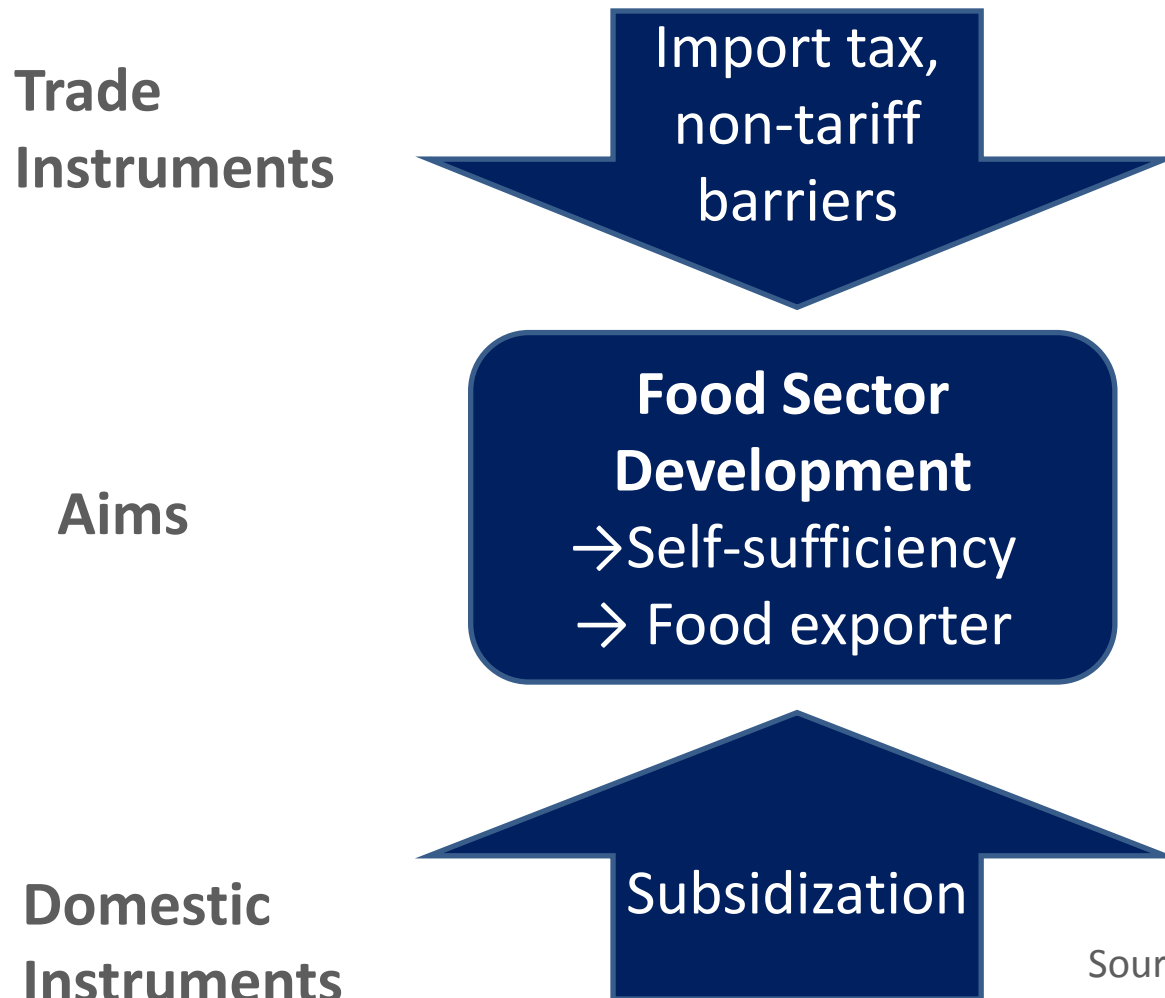 Trade
Instruments
Import tax,
non-tariff
barriers
Aims
Food Sector
Development
→Self-sufficiency
→ Food exporter
Domestic
Instruments
Subsidization